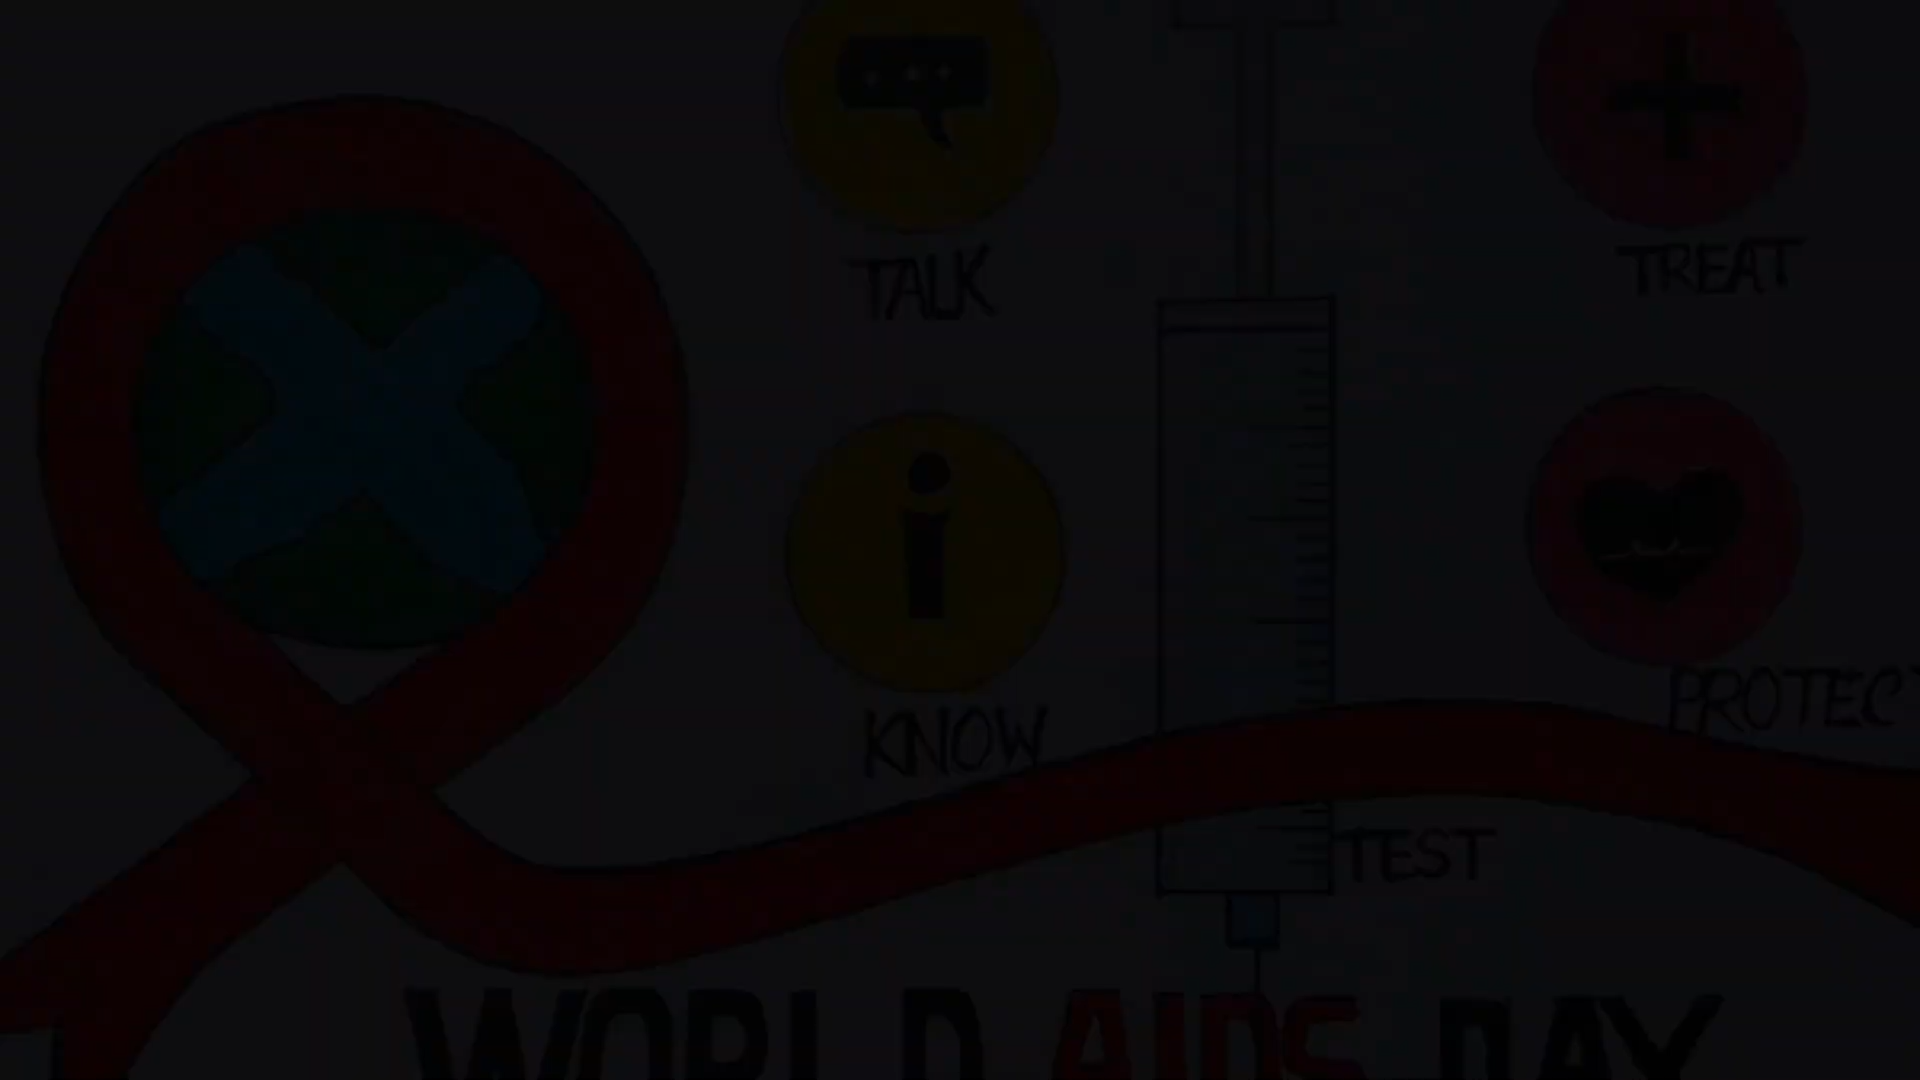 TALK
TREAT
KNOW
PROTECT
TEST
WORLD AIDS DAY